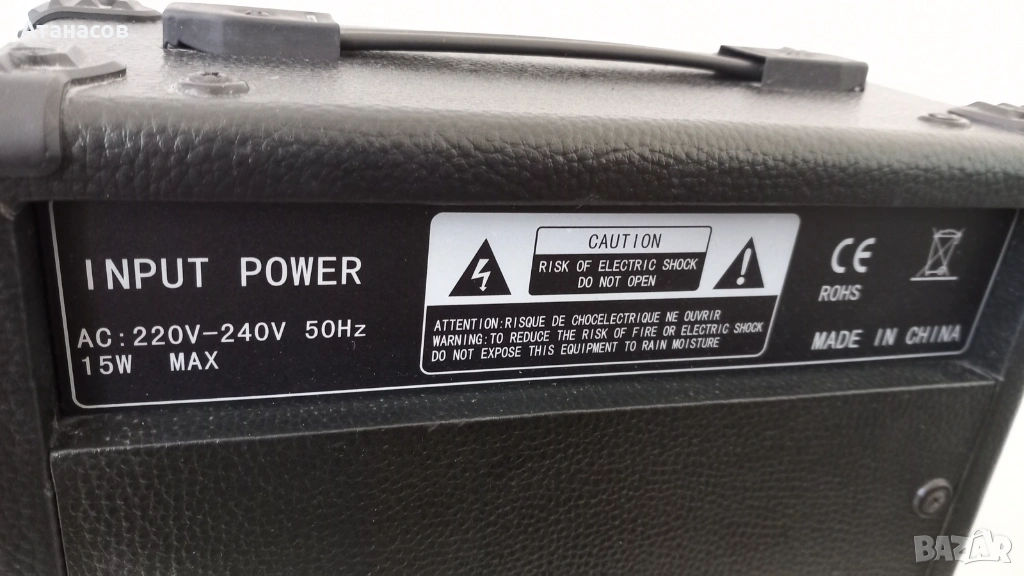 Атанасов
INPUT POWER
AC:220V-240V 50Hz
15W MAX
CAUTION
RISK OF ELECTRIC SHOCK
DO NOT OPEN
ATTENTION:RISQUE DE CHOCELECTRIQUE NE OUVRIR
WARNING:TO REDUCE THE RISK OF FIRE OR ELECTRIC SHOCK
DO NOT EXPOSE THIS EQUIPMENT TO RAIN MOISTURE
CE
ROHS
MADE IN CHINA
BAZAR